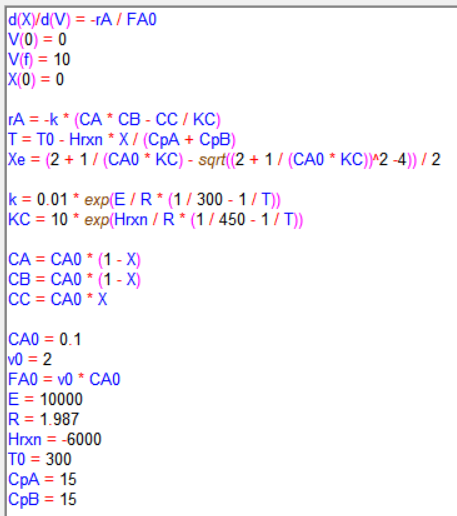 d(X)/d(V) = -rA / FA0
V(0) = 0
V(f) = 10
X(0) = 0
rA = -k * (CA * CB - CC / KC)
T = T0 - Hrxn * X / (CpA + CpB)
Xe = (2 + 1 / (CA0 * KC) - sqrt((2 + 1 / (CA0 * KC))^2 -4)) / 2
k = 0.01 * exp(E / R * (1 / 300 - 1 / T))
KC = 10 * exp(Hrxn / R * (1 / 450 - 1 / T))
CA = CA0 * (1 - X)
CB = CA0 * (1 - X)
CC = CA0 * X
CA0 = 0.1
v0 = 2
FA0 = v0 * CA0
E = 10000
R = 1.987
Hrxn = -6000
T0 = 300
CpA = 15
CpB = 15